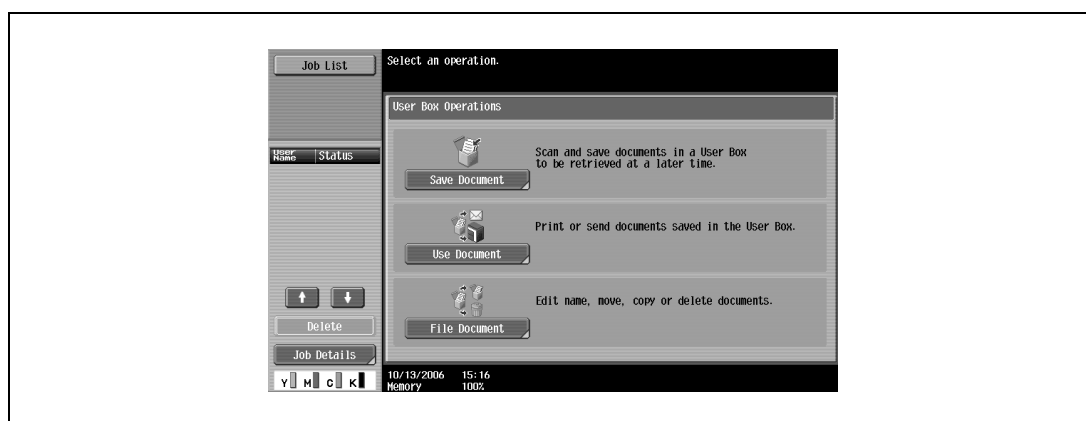 Job List
Select an operation.
User Box Operations
User Name Status
Scan and save documents in a User Box
to be retrieved at a later time.
Save Document
Print or send documents saved in the User Box.
Use Document
Edit name, move, copy or delete documents.
File Document
Delete
Job Details
Y M C K
10/13/2006 15:16
Memory 100%